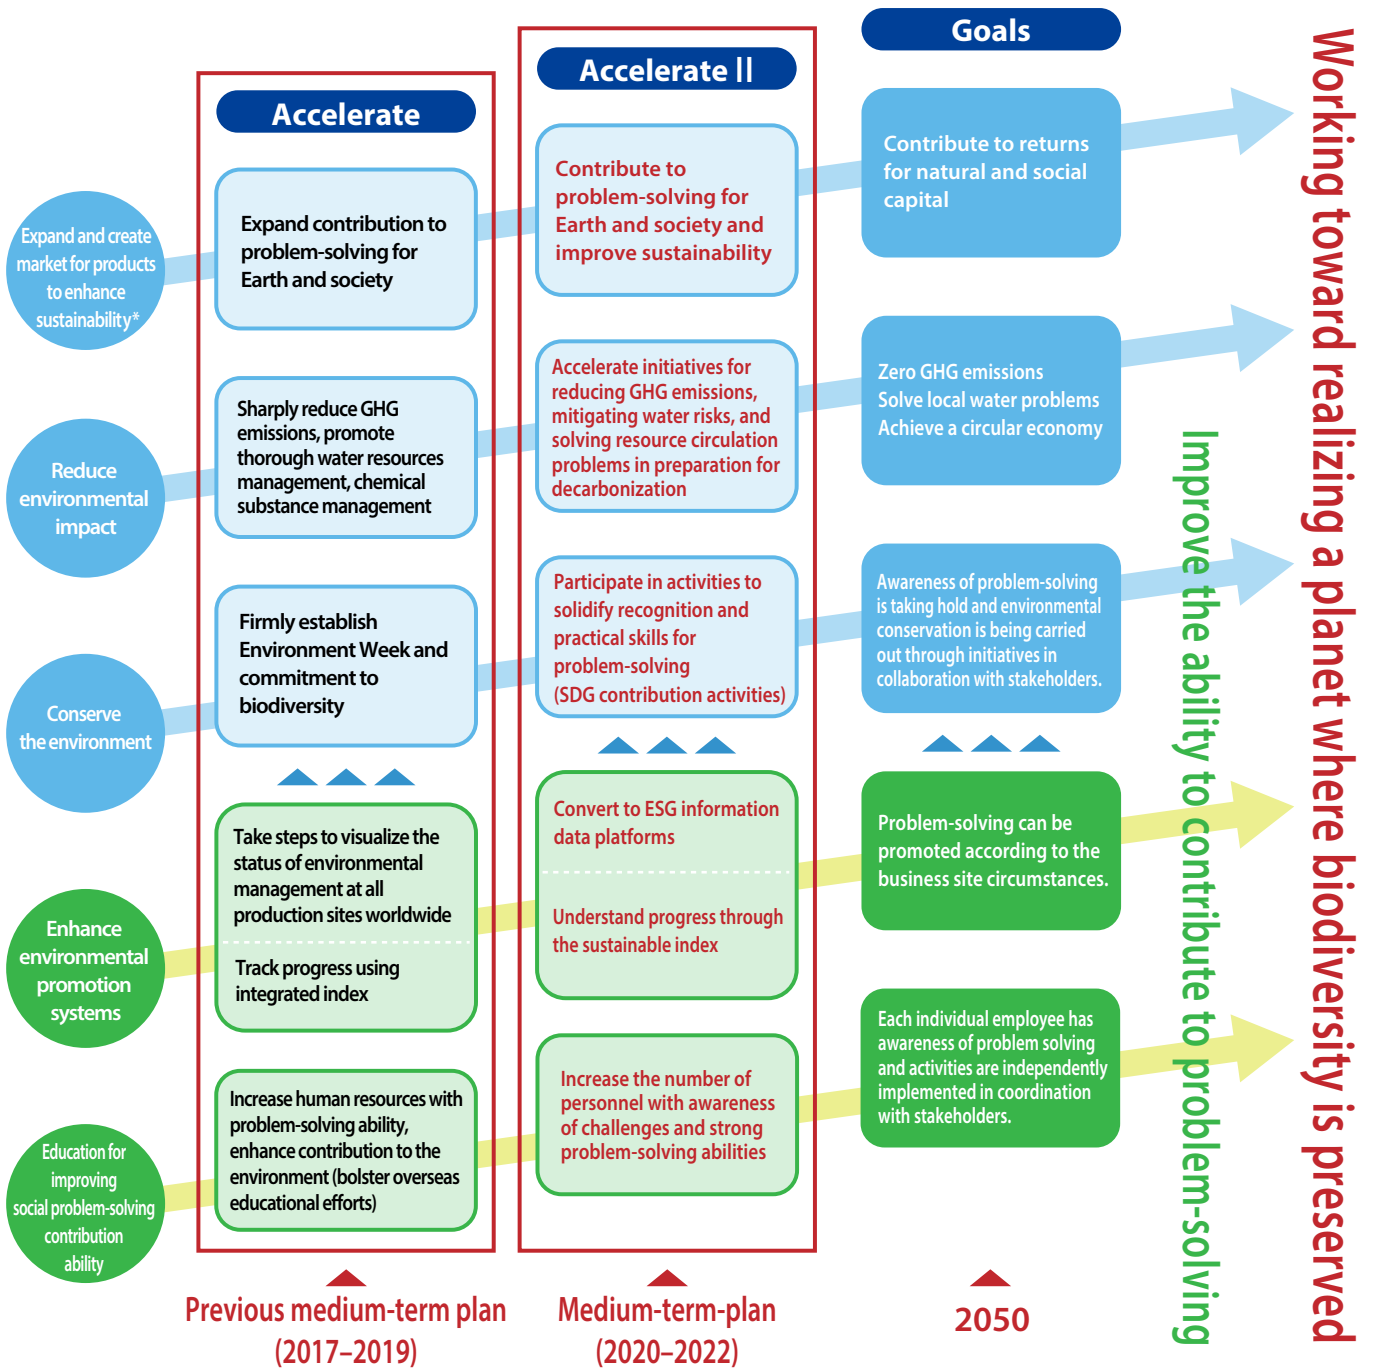 Goals
Accelerate II
Accelerate
Expand and create
market for products
to enhance
sustainability*
Expand contribution to
problem-solving for
Earth and society
Contribute to
problem-solving for
Earth and society and
improve sustainability
Contribute to returns
for natural and social
capital
Reduce
environmental
impact
Sharply reduce GHG
emissions, promote
thorough water resources
management, chemical
substance management
Accelerate initiatives for
reducing GHG emissions,
mitigating water risks, and
solving resource circulation
problems in preparation for
decarbonization
Zero GHG emissions
Solve local water problems
Achieve a circular economy
Conserve
the environment
Firmly establish
Environment Week and
commitment to
biodiversity
Participate in activities to
solidify recognition and
practical skills for
problem-solving
(SDG contribution activities)
Awareness of problem-solving
is taking hold and environmental
conservation is being carried
out through initiatives in
collaboration with stakeholders.
Enhance
environmental
promotion
systems
Take steps to visualize the
status of environmental
management at all
production sites worldwide
Track progress using
integrated index
Convert to ESG information
data platforms
Understand progress through
the sustainable index
Problem-solving can be
promoted according to the
business site circumstances.
Education for
improving
social problem-solving
contribution
ability
Increase human resources with
problem-solving ability,
enhance contribution to the
environment (bolster overseas
educational efforts)
Increase the number of
personnel with awareness
of challenges and strong
problem-solving abilities
Each individual employee has
awareness of problem solving
and activities are independently
implemented in coordination
with stakeholders.
Previous medium-term plan
(2017–2019)
Medium-term-plan
(2020–2022)
2050
Improve the ability to contribute to problem-solving
Working toward realizing a planet where biodiversity is preserved